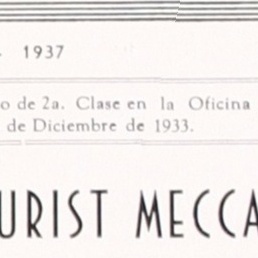 1937
o de 2a. Clase en la Oficina
de Diciembre de 1933.
URIST MECCA